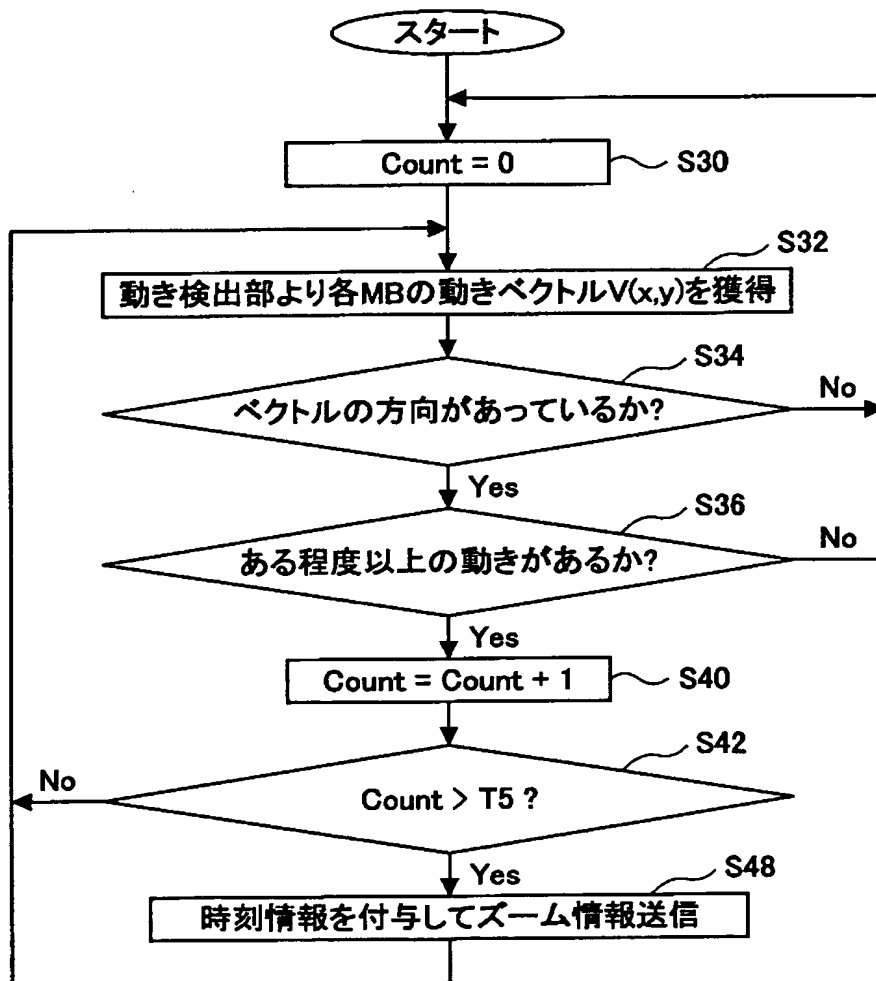 スタート
Count = 0
S30
S32
動き検出部より各MBの動きベクトルV(x,y)を獲得
S34
ベクトルの方向があっているか?
No
Yes
S36
ある程度以上の動きがあるか?
No
Yes
Count = Count + 1
S40
S42
Count > T5 ?
No
Yes
S48
時刻情報を付与してズーム情報送信